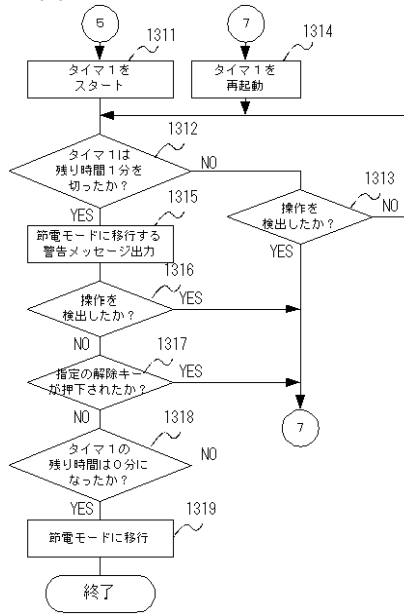 5
1311
タイマ1を
スタート
7
1314
タイマ1を
再起動
1312
タイマ1は
残り時間1分を
切ったか?
NO
YES
1313
操作を
検出したか?
NO
YES
1315
節電モードに移行する
警告メッセージ出力
1316
操作を
検出したか?
YES
NO
1317
指定の解除キー
が押下されたか?
YES
NO
7
1318
タイマ1の
残り時間は0分に
なったか?
NO
YES
1319
節電モードに移行
終了